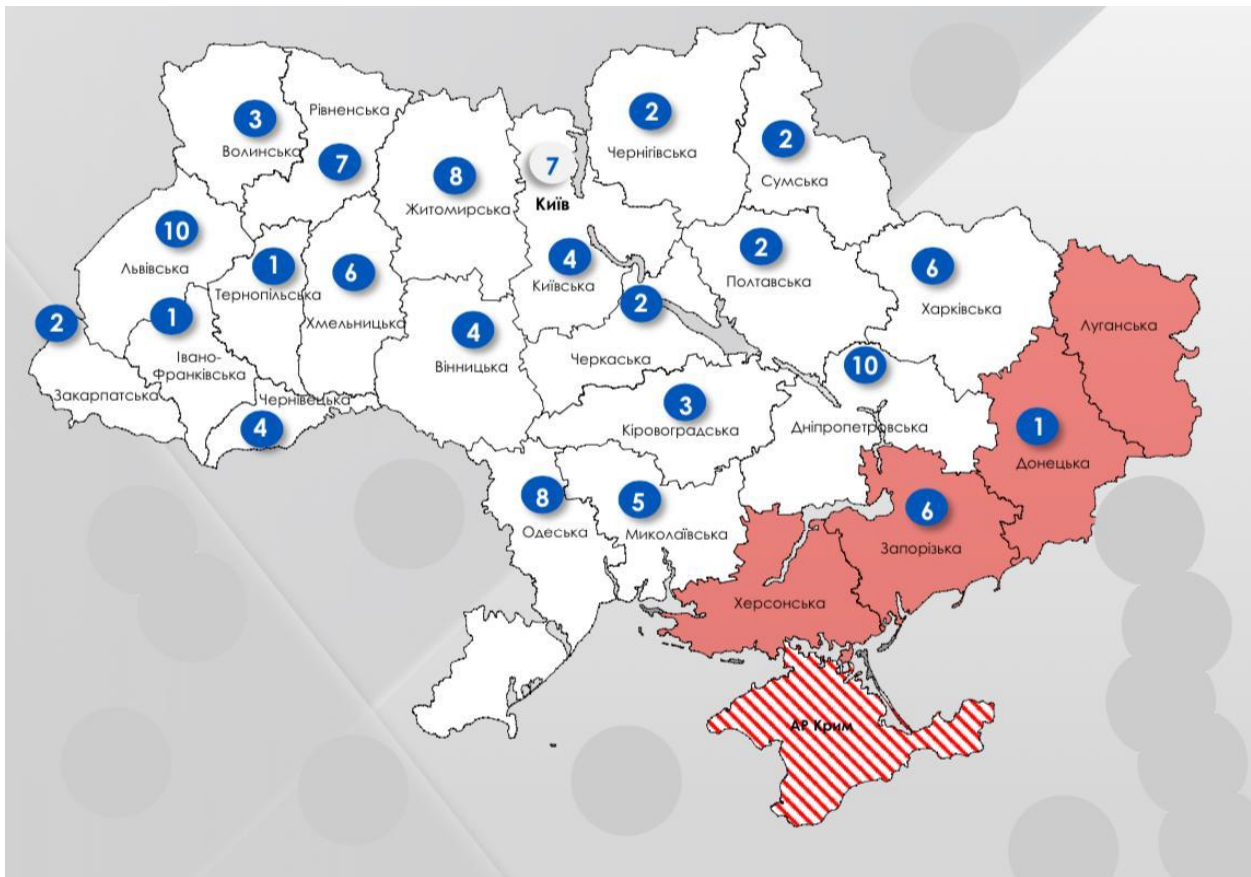 3
Волинська
Рівненська
7
8
Житомирська
7
Київ
2
Чернігівська
2
Сумська
10
Львівська
1
Тернопільська
6
Хмельницька
4
Київська
2
Полтавська
6
Харківська
Луганська
2
Закарпатська
1
Івано-
Франківська
4
Вінницька
2
Черкаська
10
Дніпропетровська
Чернівецька
4
3
Кіровоградська
1
Донецька
8
Одеська
5
Миколаївська
6
Запорізька
Херсонська
АР Крим